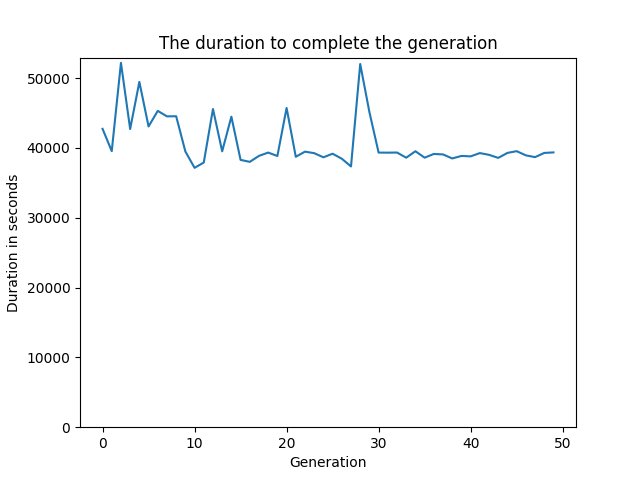 The duration to complete the generation
Duration in seconds
50000
40000
30000
20000
10000
0
0 10 20 30 40 50
Generation